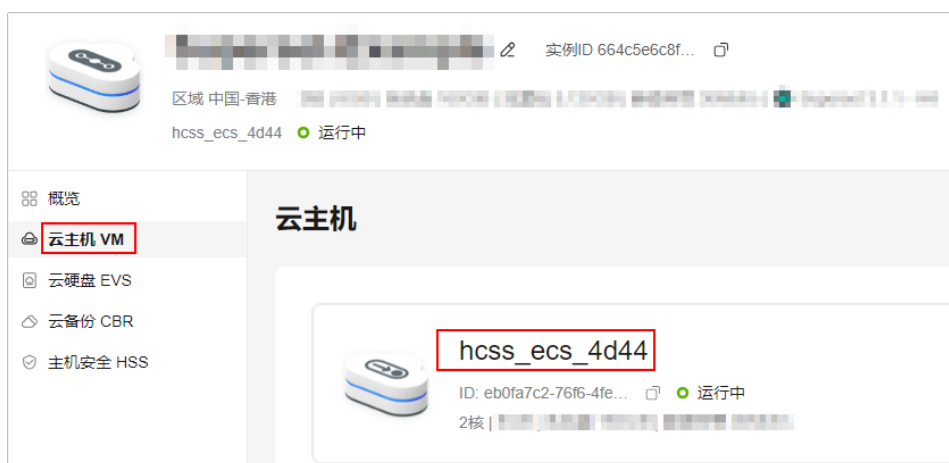 实例ID 664c5e6c8f...
区域 中国-香港
hcss_ecs_4d44 运行中
概览
云主机 VM
云硬盘 EVS
云备份 CBR
主机安全 HSS
云主机
hcss_ecs_4d44
ID: eb0fa7c2-76f6-4fe... 运行中
2核 |